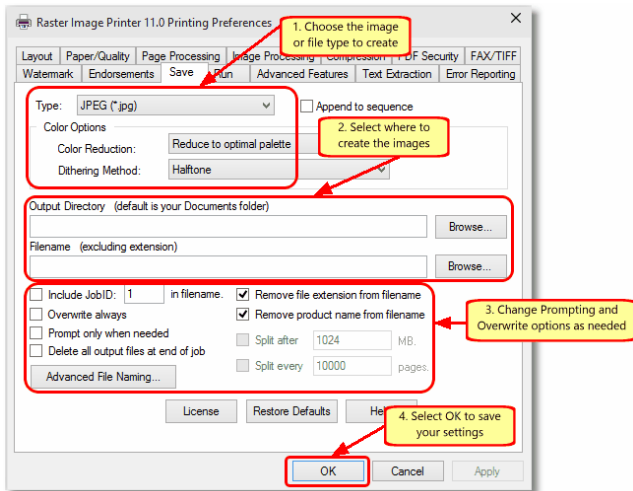 Raster Image Printer 11.0 Printing Preferences
1. Choose the image
or file type to create
Layout Paper/Quality Page Processing Image Processing Compression PDF Security FAX/TIFF
Watermark Endorsements Save Run Advanced Features Text Extraction Error Reporting
Type: JPEG (*.jpg) Append to sequence
Color Options
2. Select where to
create the images
Color Reduction: Reduce to optimal palette
Dithering Method: Halftone
Output Directory (default is your Documents folder)
Browse...
Filename (excluding extension)
Browse...
Include JobID: 1 in filename. Remove file extension from filename
Overwrite always Remove product name from filename
3. Change Prompting and
Overwrite options as needed
Prompt only when needed Split after 1024 MB.
Delete all output files at end of job Split every 10000 pages.
Advanced File Naming...
License Restore Defaults Help
4. Select OK to save
your settings
OK Cancel Apply